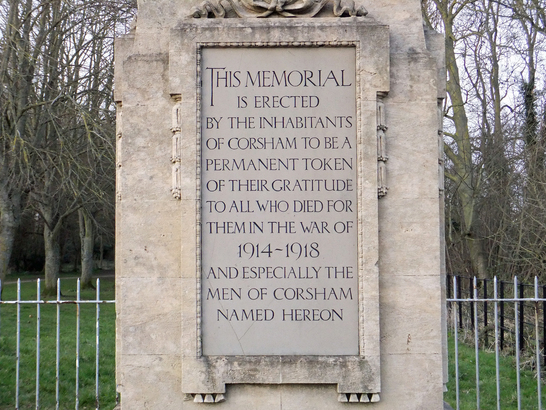 THIS MEMORIAL
IS ERECTED
BY THE INHABITANTS
OF CORSHAM TO BE A
PERMANENT TOKEN
OF THEIR GRATITUDE
TO ALL WHO DIED FOR
THEM IN THE WAR OF
1914~1918
AND ESPECIALLY THE
MEN OF CORSHAM
NAMED HEREON